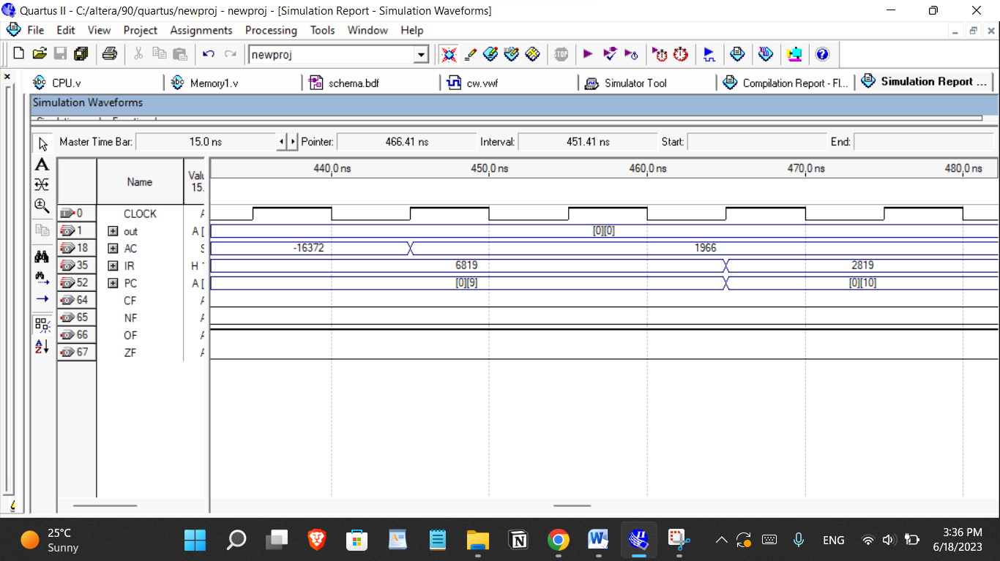 Quartus II - C:/altera/90/quartus/newproj - newproj - [Simulation Report - Simulation Waveforms]
File Edit View Project Assignments Processing Tools Window Help
newproj
CPU.v Memory1.v schema.bdf cw.vwf Simulator Tool Compilation Report - Fl... Simulation Report ...
Simulation Waveforms
Master Time Bar: 15.0 ns Pointer: 466.41 ns Interval: 451.41 ns Start: End:
Name
440.0 ns 450.0 ns 460.0 ns 470.0 ns 480.0 ns
15.
0 CLOCK
1 out A [ [0][0]
18 AC -16372 1966
35 IR H 6819 2819
52 PC A [ [0][9] [0][10]
64 CF
65 NF
66 OF
67 ZF
25°C
Sunny
ENG
3:36 PM
6/18/2023